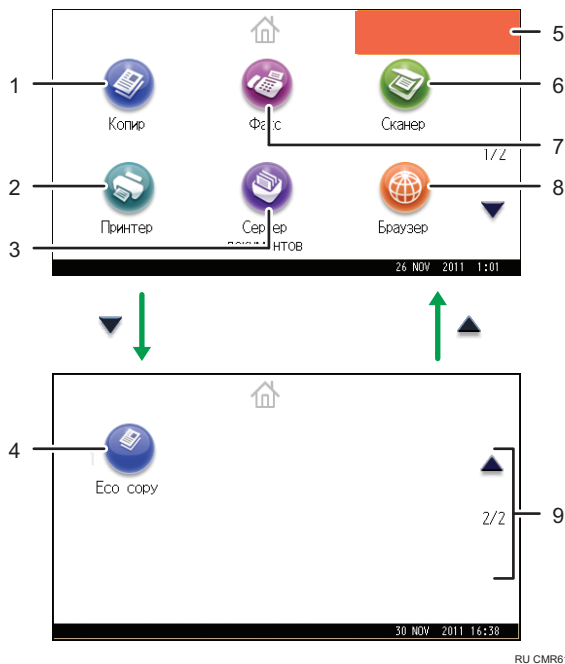 5
1
6
Копир
Факс
Сканер
7
1/2
2
8
Принтер
Сервер
документов
Браузер
3
26 NOV 2011 1:01
4
Eco copy
2/2
9
30 NOV 2011 16:38
RU CMR6